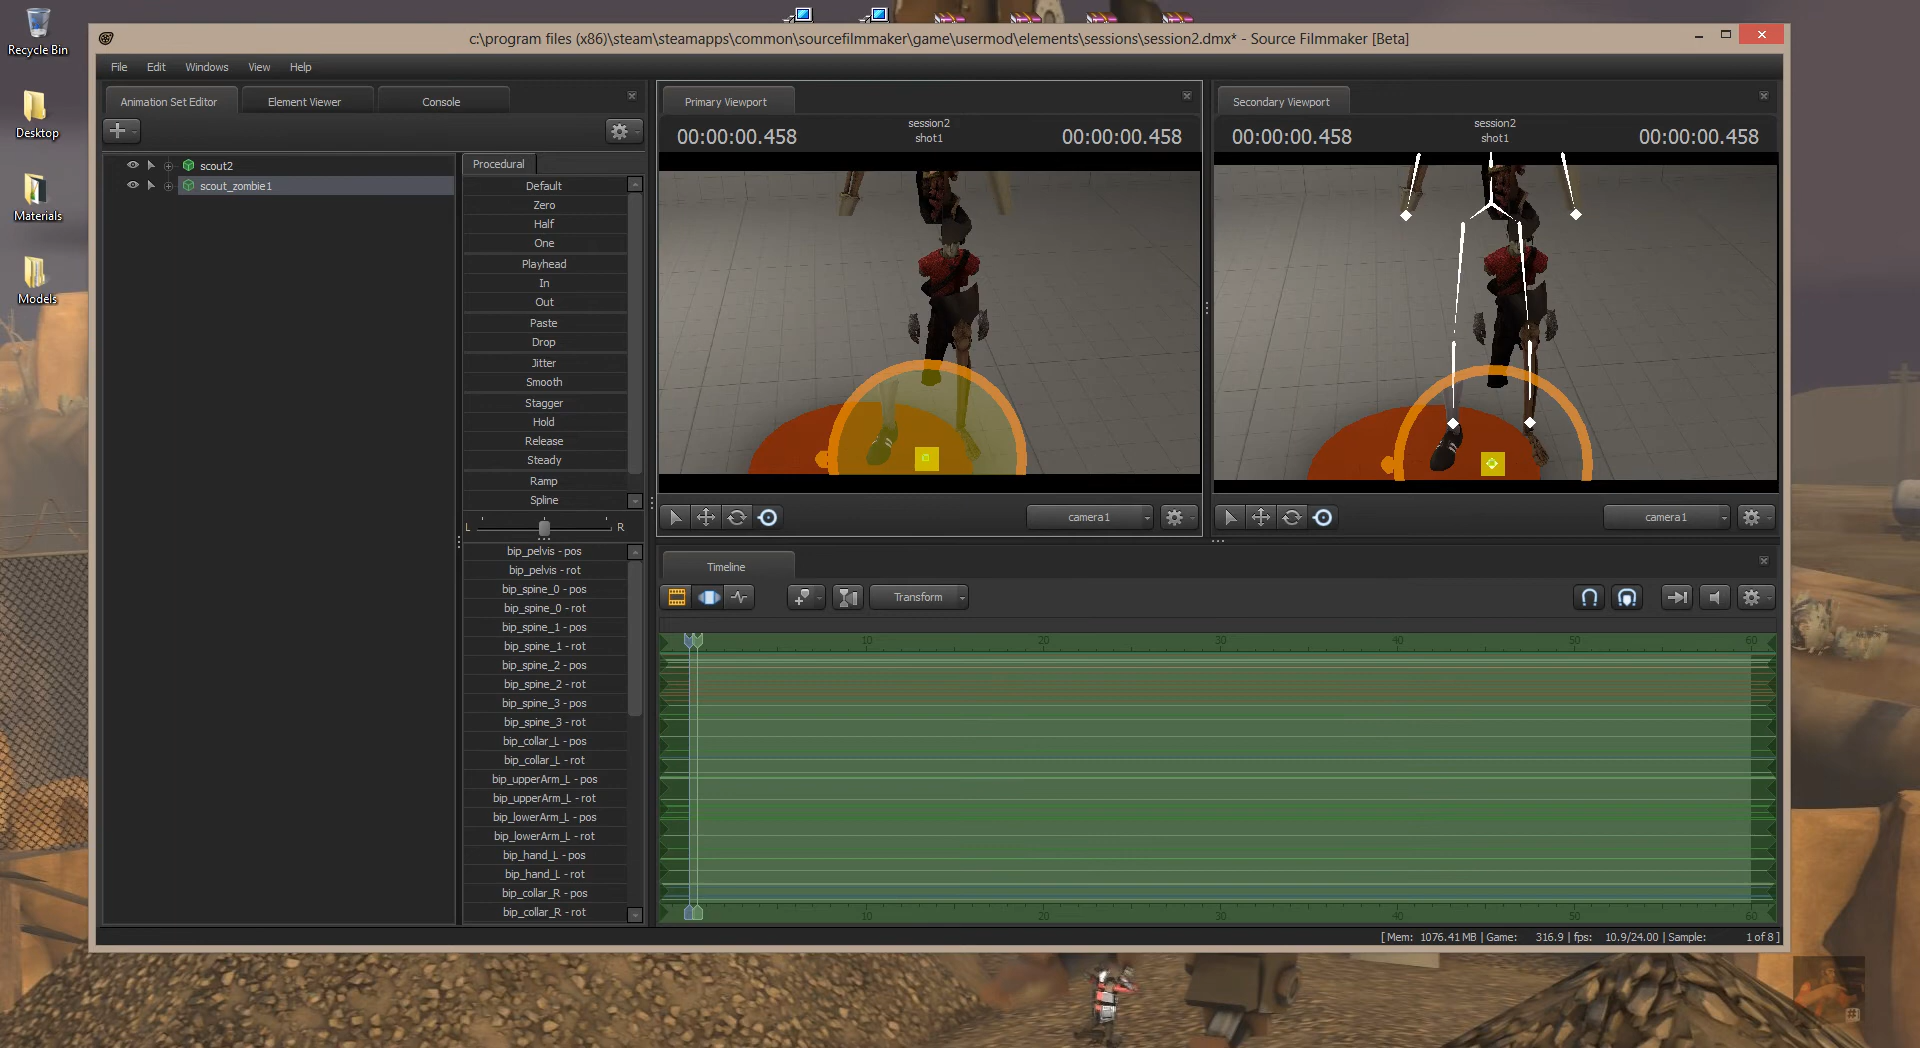 Recycle Bin
Desktop
Materials
Models
c:\program files (x86)\steam\steamapps\common\sourcefilmmaker\game\usermod\elements\sessions\session2.dmx* - Source Filmmaker [Beta]
File Edit Windows View Help
Animation Set Editor Element Viewer Console
scout2
scout_zombie1
Procedural
Default
Zero
Half
One
Playhead
In
Out
Paste
Drop
Jitter
Smooth
Stagger
Hold
Release
Steady
Ramp
Spline
L R
bip_pelvis - pos
bip_pelvis - rot
bip_spine_0 - pos
bip_spine_0 - rot
bip_spine_1 - pos
bip_spine_1 - rot
bip_spine_2 - pos
bip_spine_2 - rot
bip_spine_3 - pos
bip_spine_3 - rot
bip_collar_L - pos
bip_collar_L - rot
bip_upperArm_L - pos
bip_upperArm_L - rot
bip_lowerArm_L - pos
bip_lowerArm_L - rot
bip_hand_L - pos
bip_hand_L - rot
bip_collar_R - pos
bip_collar_R - rot
Primary Viewport
00:00:00.458 session2 00:00:00.458
shot1
camera1
Secondary Viewport
00:00:00.458 session2 00:00:00.458
shot1
camera1
Timeline
Transform
10 20 30 40 50 60
10 20 30 40 50 60
[ Mem: 1076.41 MB | Game: 316.9 | fps: 10.9/24.00 | Sample: 1 of 8 ]